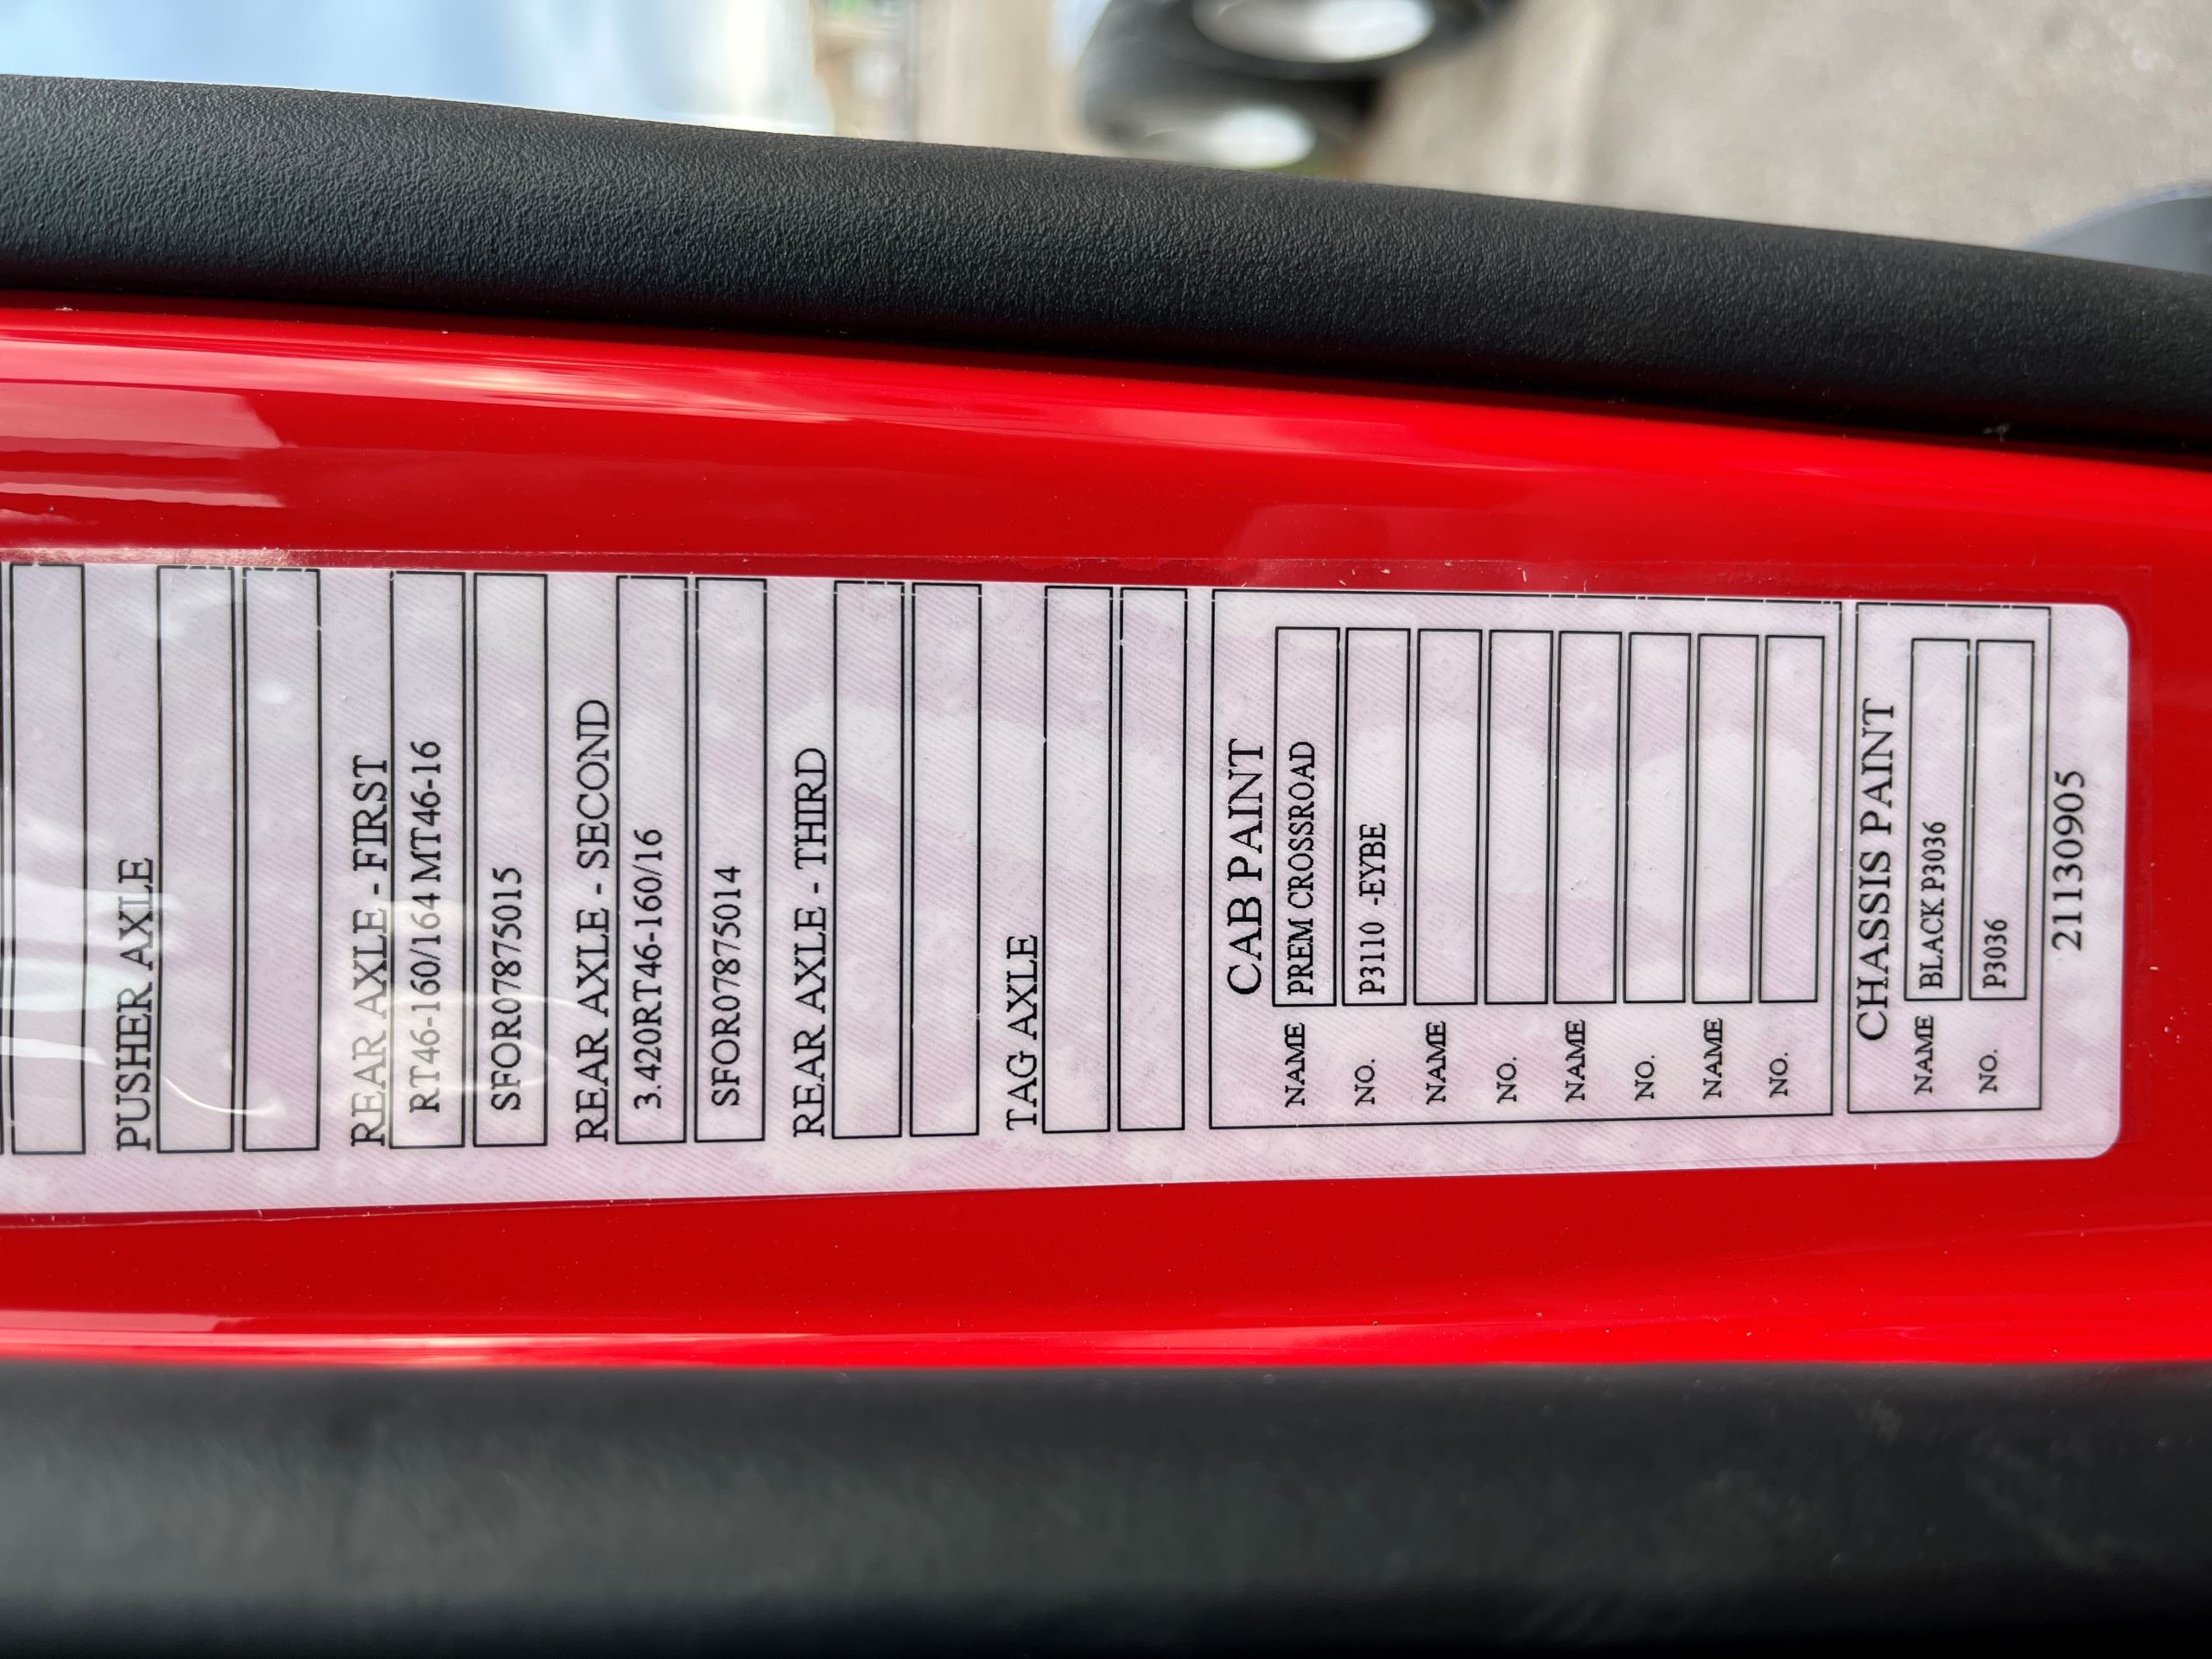 PUSHER AXLE
REAR AXLE - FIRST
RT46-160/164 MT46-16
SFOR07875015
REAR AXLE - SECOND
3.420RT46-160/16
SFOR07875014
REAR AXLE - THIRD
TAG AXLE
CAB PAINT
NAME PREM CROSSROAD
NO. P3110 -EYBE
NAME
NO.
NAME
NO.
NAME
NO.
CHASSIS PAINT
NAME BLACK P3036
NO. P3036
21130905